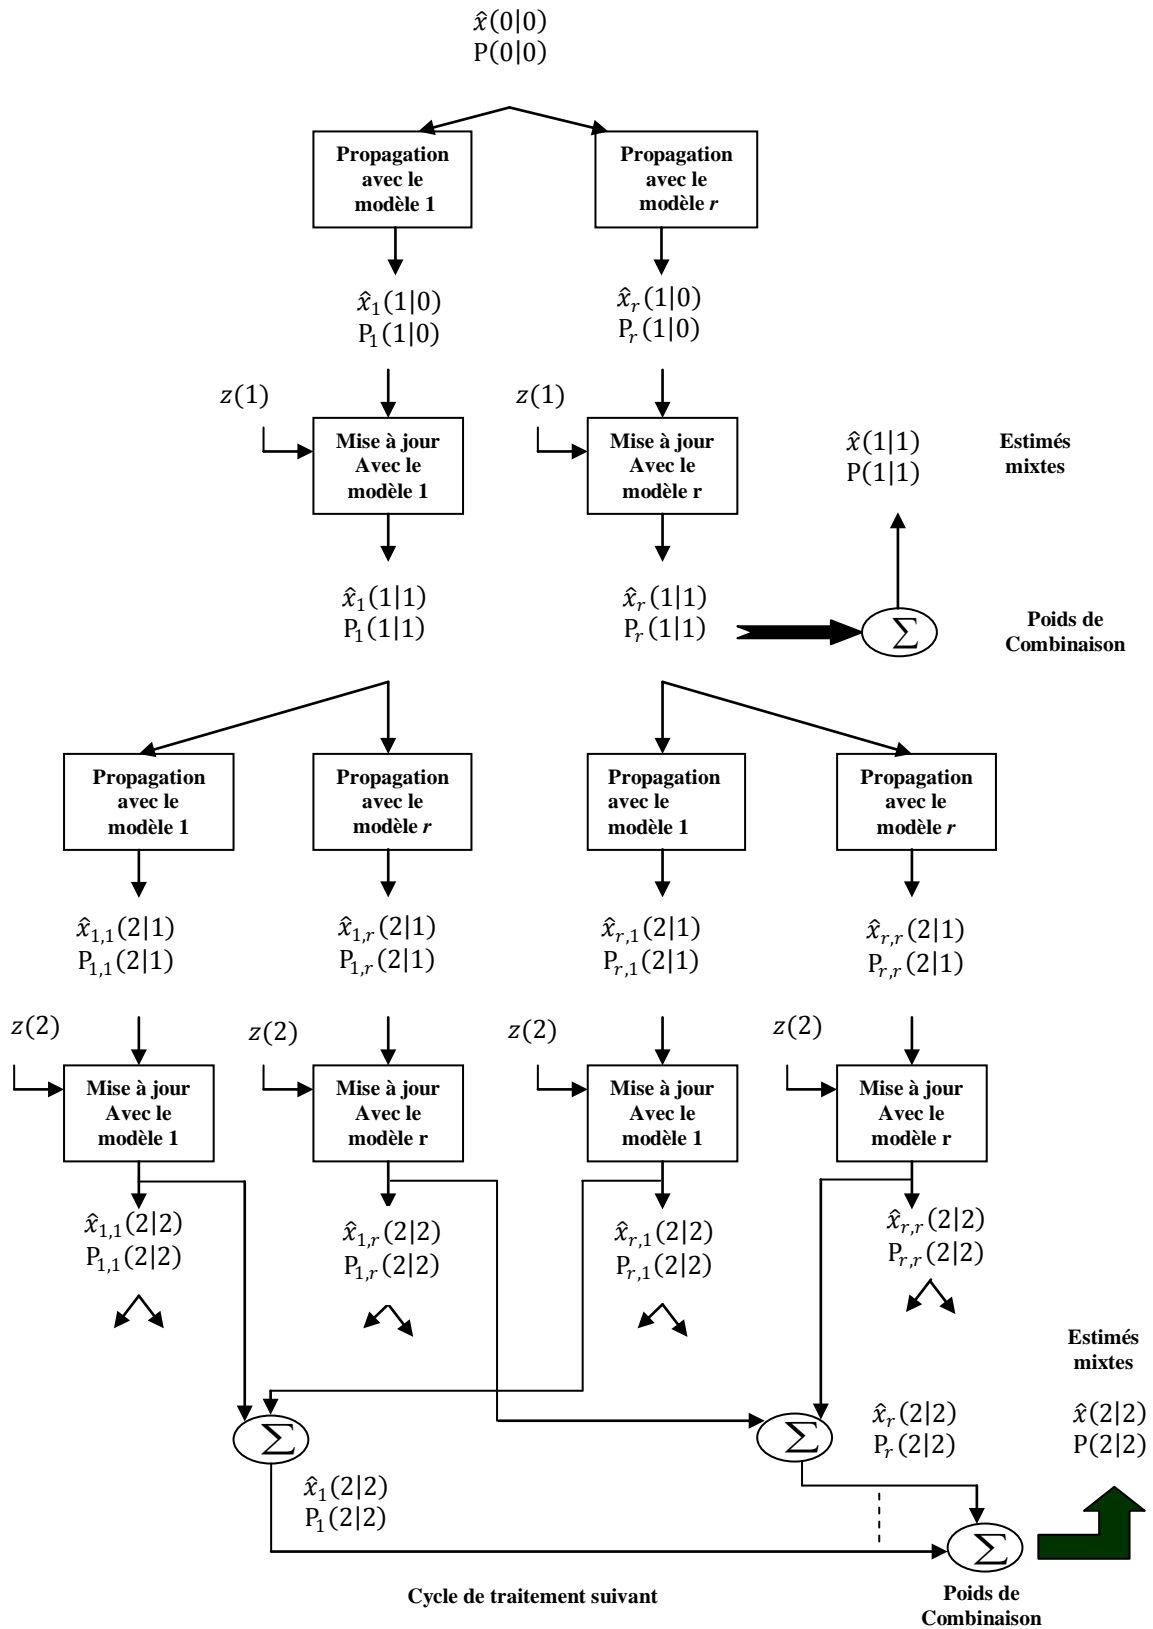 x̂(0|0)
P(0|0)
Propagation
avec le
modèle 1
Propagation
avec le
modèle r
x̂₁(1|0)
P₁(1|0)
x̂ᵣ(1|0)
Pᵣ(1|0)
z(1)
z(1)
Mise à jour
Avec le
modèle 1
Mise à jour
Avec le
modèle r
x̂(1|1)
P(1|1)
Estimés
mixtes
x̂₁(1|1)
P₁(1|1)
x̂ᵣ(1|1)
Pᵣ(1|1)
∑
Poids de
Combinaison
Propagation
avec le
modèle 1
Propagation
avec le
modèle r
Propagation
avec le
modèle 1
Propagation
avec le
modèle r
x̂₁,₁(2|1)
P₁,₁(2|1)
x̂₁,ᵣ(2|1)
P₁,ᵣ(2|1)
x̂ᵣ,₁(2|1)
Pᵣ,₁(2|1)
x̂ᵣ,ᵣ(2|1)
Pᵣ,ᵣ(2|1)
z(2)
z(2)
z(2)
z(2)
Mise à jour
Avec le
modèle 1
Mise à jour
Avec le
modèle r
Mise à jour
Avec le
modèle 1
Mise à jour
Avec le
modèle r
x̂₁,₁(2|2)
P₁,₁(2|2)
x̂₁,ᵣ(2|2)
P₁,ᵣ(2|2)
x̂ᵣ,₁(2|2)
Pᵣ,₁(2|2)
x̂ᵣ,ᵣ(2|2)
Pᵣ,ᵣ(2|2)
Estimés
mixtes
∑
∑
x̂ᵣ(2|2)
Pᵣ(2|2)
x̂(2|2)
P(2|2)
x̂₁(2|2)
P₁(2|2)
∑
Cycle de traitement suivant
Poids de
Combinaison